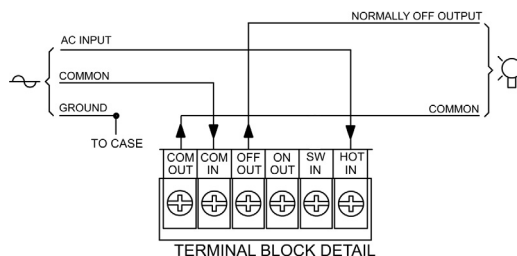 NORMALLY OFF OUTPUT
AC INPUT
COMMON
GROUND
COMMON
TO CASE
COM OUT
COM IN
OFF OUT
ON OUT
SW IN
HOT IN
TERMINAL BLOCK DETAIL